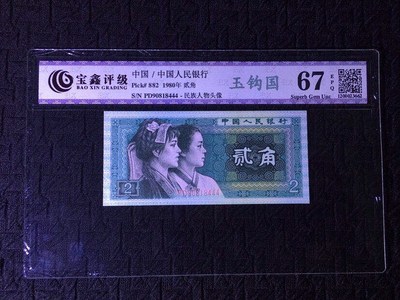 宝鑫评级
BAO XIN GRADING
中国 / 中国人民银行
Pick# 882 1980年 贰角
S/N PD90818444 - 民族人物头像
玉钩国
67 EPQ
Superb Gem Unc
中国人民银行
贰角
2
2